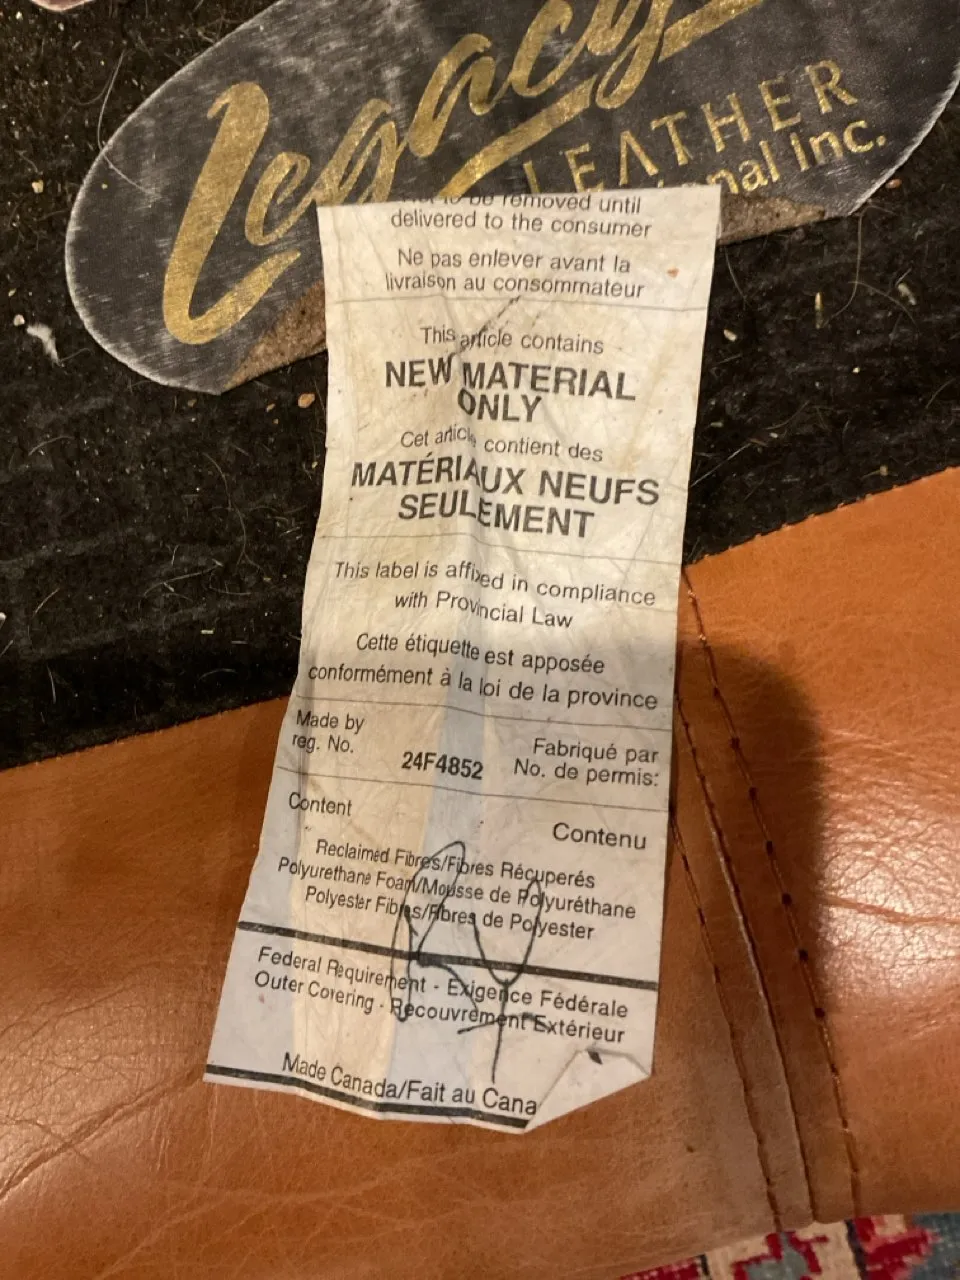 Legacy
LEATHER
nal Inc.
to be removed until
delivered to the consumer
Ne pas enlever avant la
livraison au consommateur
This article contains
NEW MATERIAL
ONLY
Cet article contient des
MATÉRIAUX NEUFS
SEULEMENT
This label is affixed in compliance
with Provincial Law
Cette étiquette est apposée
conformément à la loi de la province
Made by
reg. No.
24F4852
Fabriqué par
No. de permis:
Content
Contenu
Reclaimed Fibres/Fibres Récuperés
Polyurethane Foam/Mousse de Polyuréthane
Polyester Fibres/Fibres de Polyester
Federal Requirement - Exigence Fédérale
Outer Covering - Recouvrement Extérieur
Made Canada/Fait au Cana